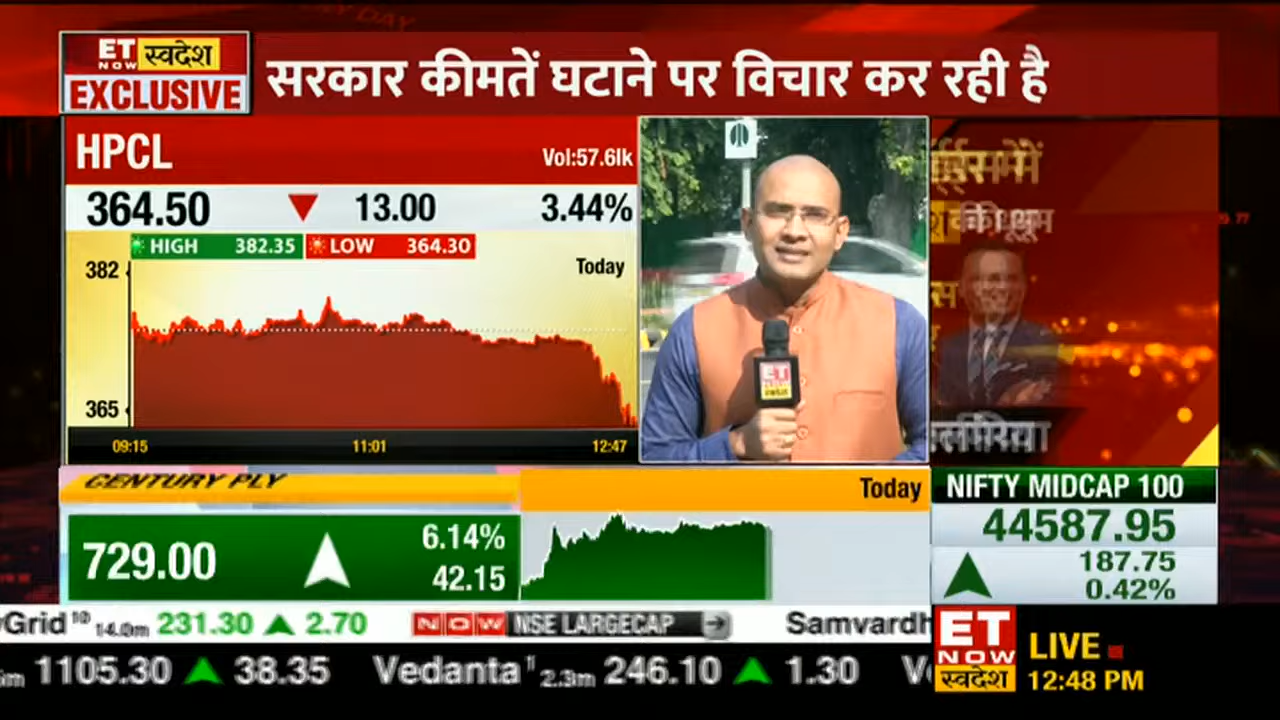 ET
NOW स्वदेश
EXCLUSIVE
सरकार कीमतें घटाने पर विचार कर रही है
HPCL
Vol:57.6lk
364.50 ▼ 13.00 3.44%
HIGH 382.35 LOW 364.30
Today
382
365
09:15 11:01 12:47
CENTURY PLY
Today
729.00
6.14%
42.15
NIFTY MIDCAP 100
44587.95
187.75
0.42%
Grid 10 14.0m 231.30 ▲ 2.70 NOW NSE LARGECAP → Samvardh
1105.30 ▲ 38.35 Vedanta 1 2.3m 246.10 ▲ 1.30
ET
NOW
स्वदेश
LIVE
12:48 PM